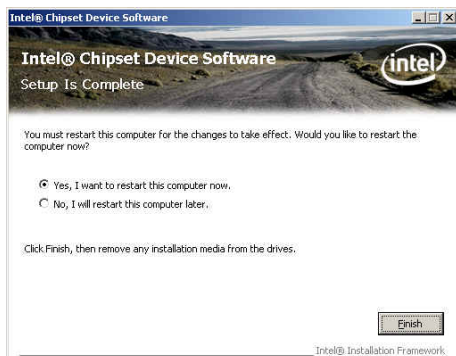 Intel® Chipset Device Software
Intel® Chipset Device Software
intel
Setup Is Complete
You must restart this computer for the changes to take effect. Would you like to restart the
computer now?
Yes, I want to restart this computer now.
No, I will restart this computer later.
Click Finish, then remove any installation media from the drives.
Finish
Intel® Installation Framework